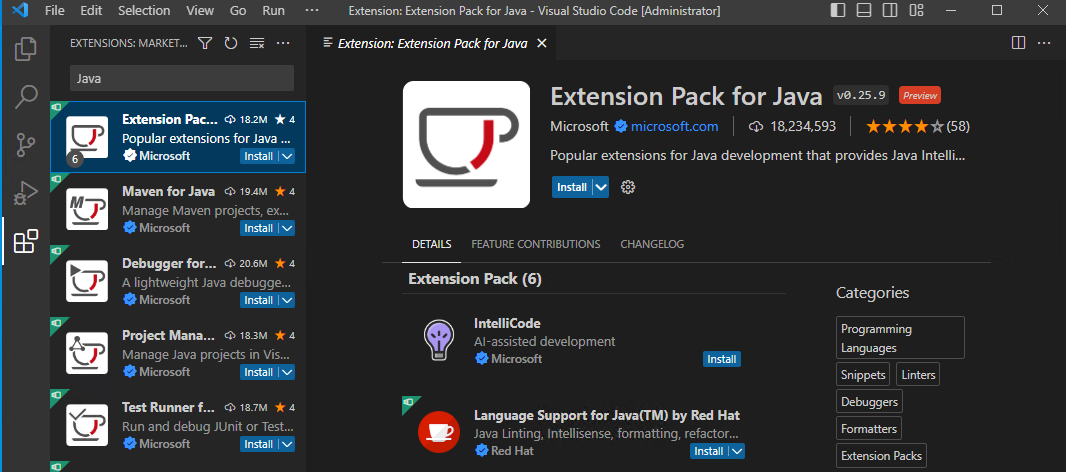 File Edit Selection View Go Run ··· Extension: Extension Pack for Java - Visual Studio Code [Administrator]
EXTENSIONS: MARKET... ···
Extension: Extension Pack for Java
Java
Extension Pac... 18.2M ★ 4
Popular extensions for Java ...
6
Microsoft Install
Maven for Java 19.4M ★ 4
Manage Maven projects, ex...
Microsoft Install
Debugger for... 20.6M ★ 4
A lightweight Java debugge...
Microsoft Install
Project Mana... 18.3M ★ 4
Manage Java projects in Vis...
Microsoft Install
Test Runner f... 18.7M ★ 4
Run and debug JUnit or Test...
Microsoft Install
Extension Pack for Java v0.25.9 Preview
Microsoft microsoft.com 18,234,593 ★★★★☆(58)
Popular extensions for Java development that provides Java Intelli...
Install
DETAILS FEATURE CONTRIBUTIONS CHANGELOG
Extension Pack (6)
IntelliCode
AI-assisted development
Microsoft Install
Language Support for Java(TM) by Red Hat
Java Linting, Intellisense, formatting, refactor...
Red Hat Install
Categories
Programming
Languages
Snippets Linters
Debuggers
Formatters
Extension Packs